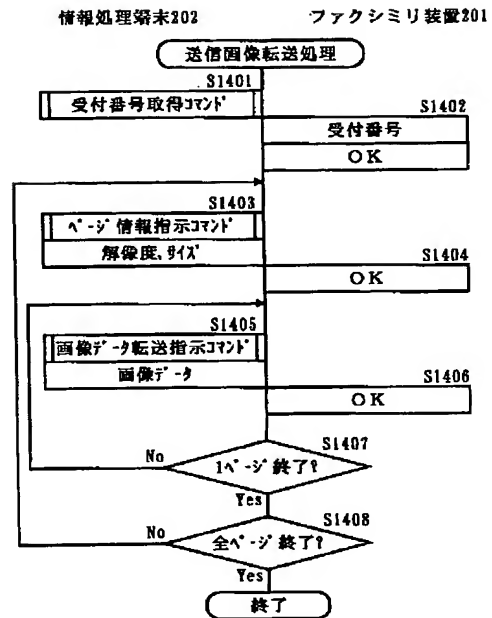 情報処理端末202 ファクシミリ装置201
送信画像転送処理
S1401
受付番号取得ｺﾏﾝﾄﾞ
S1402
受付番号
OK
S1403
ﾍﾟｰｼﾞ情報指示ｺﾏﾝﾄﾞ
解像度､ｻｲｽﾞ
S1404
OK
S1405
画像ﾃﾞｰﾀ転送指示ｺﾏﾝﾄﾞ
画像ﾃﾞｰﾀ
S1406
OK
S1407
No
1ﾍﾟｰｼﾞ終了?
Yes
S1408
No
全ﾍﾟｰｼﾞ終了?
Yes
終了